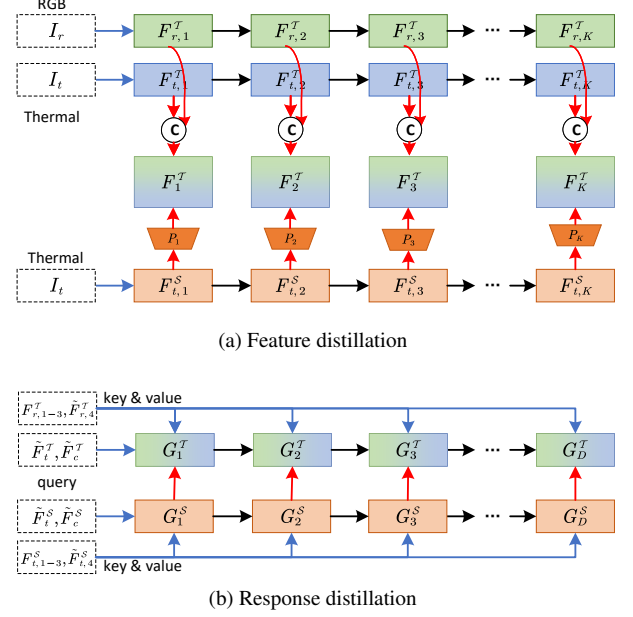 RGB
I_r F^𝒯_{r,1} F^𝒯_{r,2} F^𝒯_{r,3} ··· F^𝒯_{r,K}
I_t F^𝒯_{t,1} F^𝒯_{t,2} F^𝒯_{t,3} ··· F^𝒯_{t,K}
Thermal
C C C C
F^𝒯_1 F^𝒯_2 F^𝒯_3 F^𝒯_K
P_1 P_2 P_3 P_K
Thermal
I_t F^𝒮_{t,1} F^𝒮_{t,2} F^𝒮_{t,3} ··· F^𝒮_{t,K}
(a) Feature distillation
key & value
F^𝒯_{r,1-3}, F̃^𝒯_{r,4}
F̃^𝒯_t, F̃^𝒯_c G^𝒯_1 G^𝒯_2 G^𝒯_3 ··· G^𝒯_D
query
F̃^𝒮_t, F̃^𝒮_c G^𝒮_1 G^𝒮_2 G^𝒮_3 ··· G^𝒮_D
F^𝒮_{t,1-3}, F̃^𝒮_{t,4}
key & value
(b) Response distillation